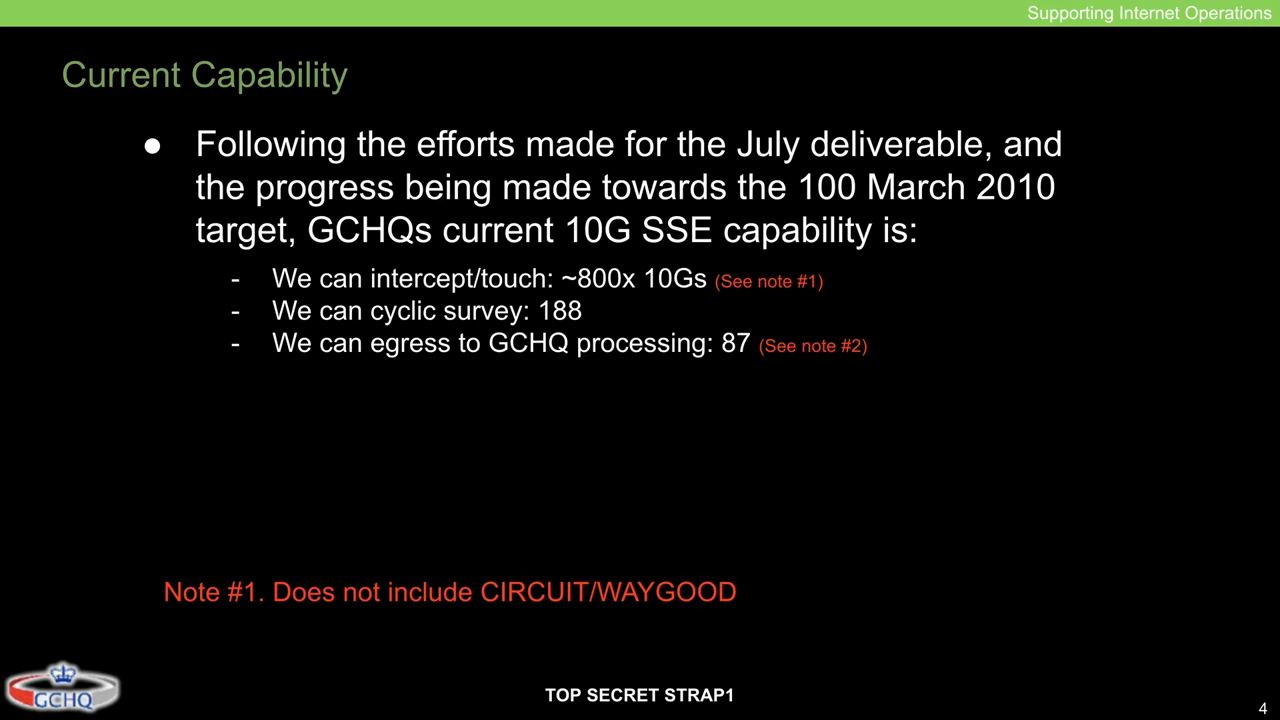 Supporting Internet Operations
Current Capability
● Following the efforts made for the July deliverable, and
the progress being made towards the 100 March 2010
target, GCHQs current 10G SSE capability is:
- We can intercept/touch: ~800x 10Gs (See note #1)
- We can cyclic survey: 188
- We can egress to GCHQ processing: 87 (See note #2)
Note #1. Does not include CIRCUIT/WAYGOOD
GCHQ
TOP SECRET STRAP1
4